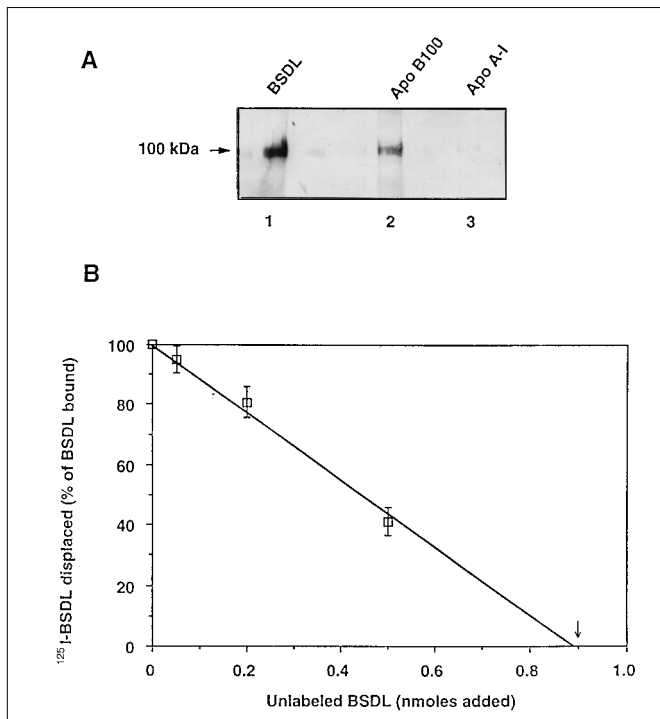 A
BSDL
Apo B100
Apo A-I
100 kDa →
1 2 3
B
100
80
60
40
20
0
0 0.2 0.4 0.6 0.8 1.0
¹²⁵I-BSDL displaced (% of BSDL bound)
Unlabeled BSDL (nmoles added)